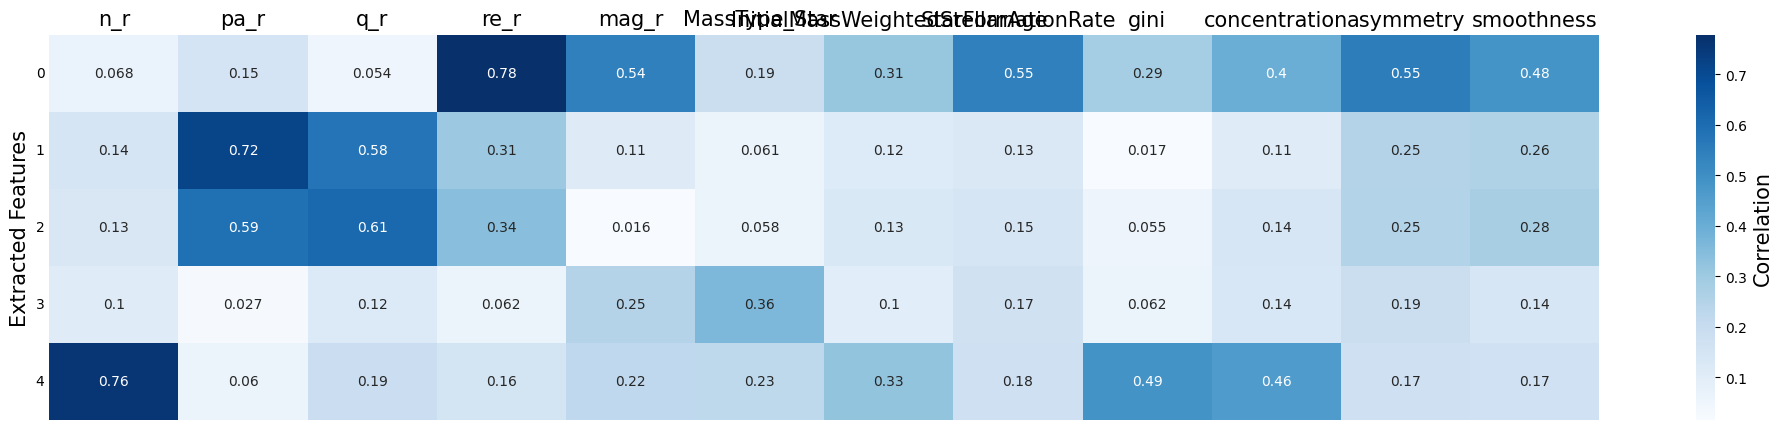 n_r pa_r q_r re_r mag_r MassType_Star InitialMassWeightedStellarAge StarFormationRate gini concentration asymmetry smoothness
0 0.068 0.15 0.054 0.78 0.54 0.19 0.31 0.55 0.29 0.4 0.55 0.48
1 0.14 0.72 0.58 0.31 0.11 0.061 0.12 0.13 0.017 0.11 0.25 0.26
2 0.13 0.59 0.61 0.34 0.016 0.058 0.13 0.15 0.055 0.14 0.25 0.28
3 0.1 0.027 0.12 0.062 0.25 0.36 0.1 0.17 0.062 0.14 0.19 0.14
4 0.76 0.06 0.19 0.16 0.22 0.23 0.33 0.18 0.49 0.46 0.17 0.17
Extracted Features
0.7
0.6
0.5
0.4
0.3
0.2
0.1
Correlation